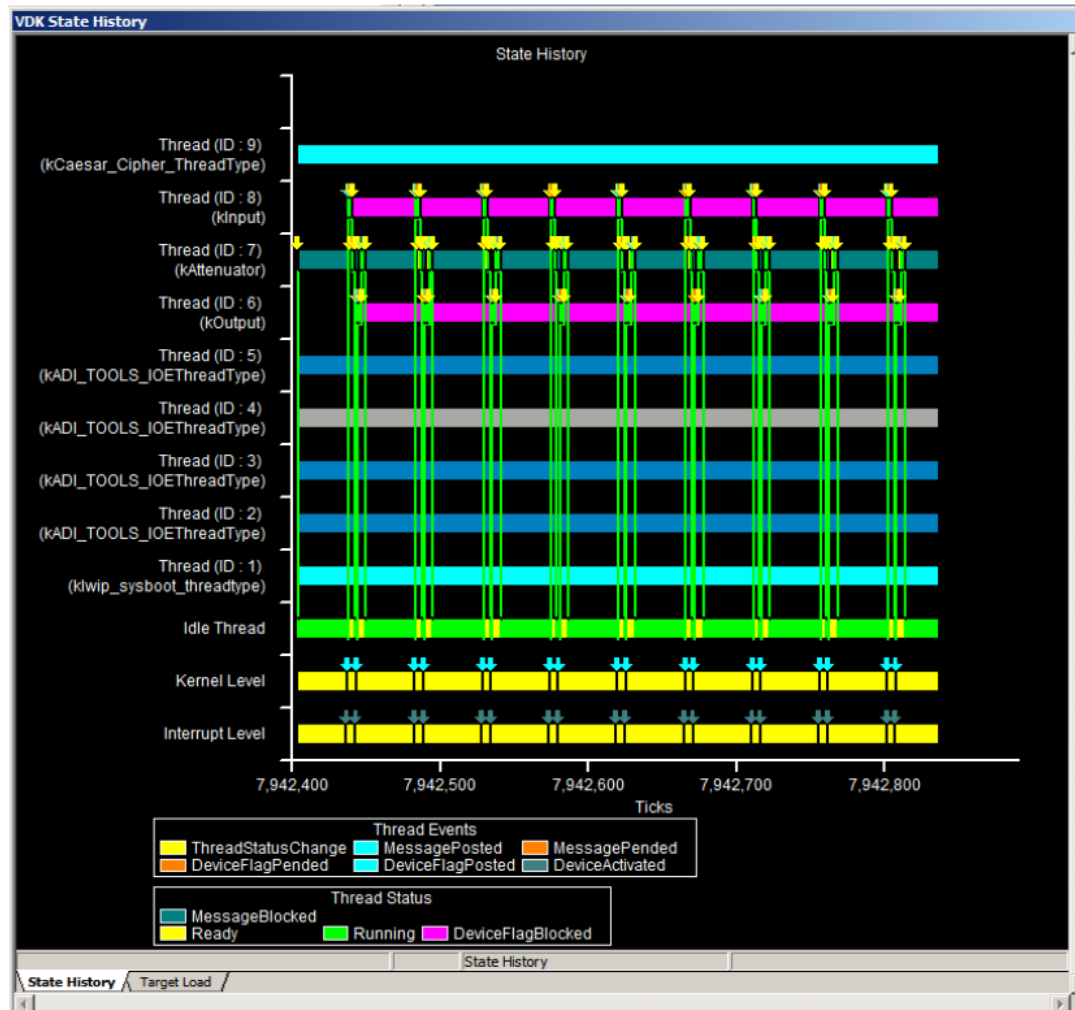 VDK State History
State History
Thread (ID : 9)
(kCaesar_Cipher_ThreadType)
Thread (ID : 8)
(kInput)
Thread (ID : 7)
(kAttenuator)
Thread (ID : 6)
(kOutput)
Thread (ID : 5)
(kADI_TOOLS_IOEThreadType)
Thread (ID : 4)
(kADI_TOOLS_IOEThreadType)
Thread (ID : 3)
(kADI_TOOLS_IOEThreadType)
Thread (ID : 2)
(kADI_TOOLS_IOEThreadType)
Thread (ID : 1)
(klwip_sysboot_threadtype)
Idle Thread
Kernel Level
Interrupt Level
7,942,400 7,942,500 7,942,600 7,942,700 7,942,800
Ticks
Thread Events
ThreadStatusChange MessagePosted MessagePended
DeviceFlagPended DeviceFlagPosted DeviceActivated
Thread Status
MessageBlocked
Ready Running DeviceFlagBlocked
State History
State History Target Load